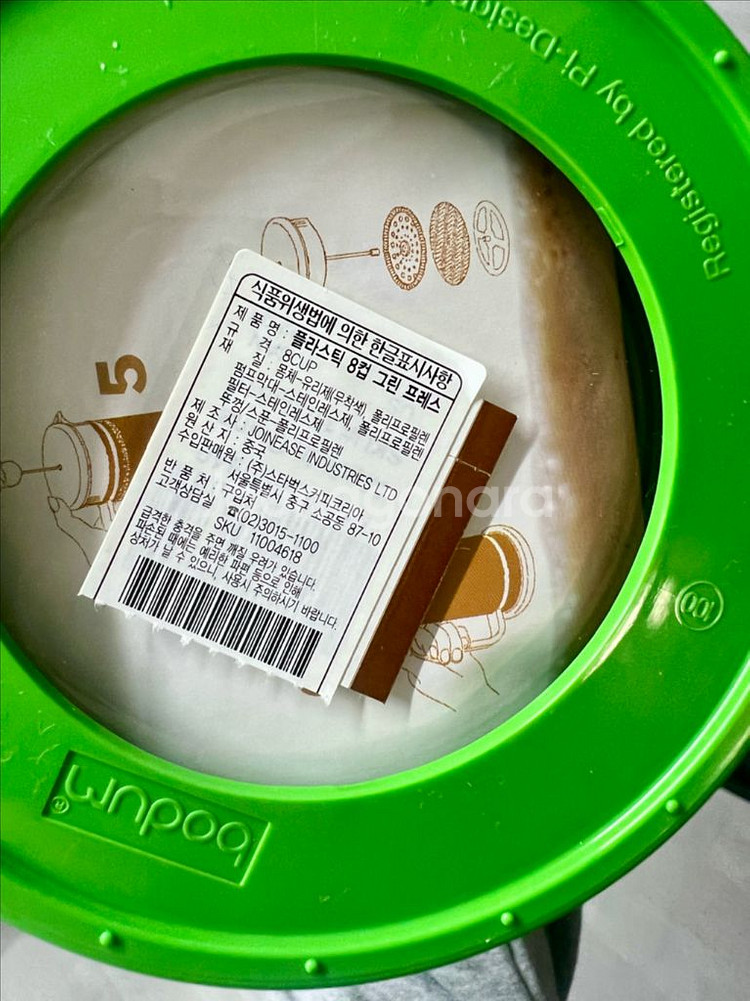 Registered by Pi-Design
5
식품위생법에 의한 한글표시사항
제 품 명 : 플라스틱 8컵 그린 프레스
규 격 : 8CUP
재 질 : 몸체-유리제(무착색), 폴리프로필렌
펌프막대-스테인레스제, 폴리프로필렌
필터-스테인레스제
뚜껑/스푼-폴리프로필렌
제 조 사 : JOINEASE INDUSTRIES LTD
원 산 지 : 중국
수입판매원 : (주)스타벅스커피코리아
서울특별시 중구 소공동 87-10
반 품 처 : 구입처
고객상담실 ☎(02)3015-1100
SKU 11004618
급격한 충격을 주면 깨질 우려가 있습니다.
파손된 때에는 예리한 파편 등으로 인해
상처가 날 수 있으니, 사용시 주의하시기 바랍니다.
bodum®